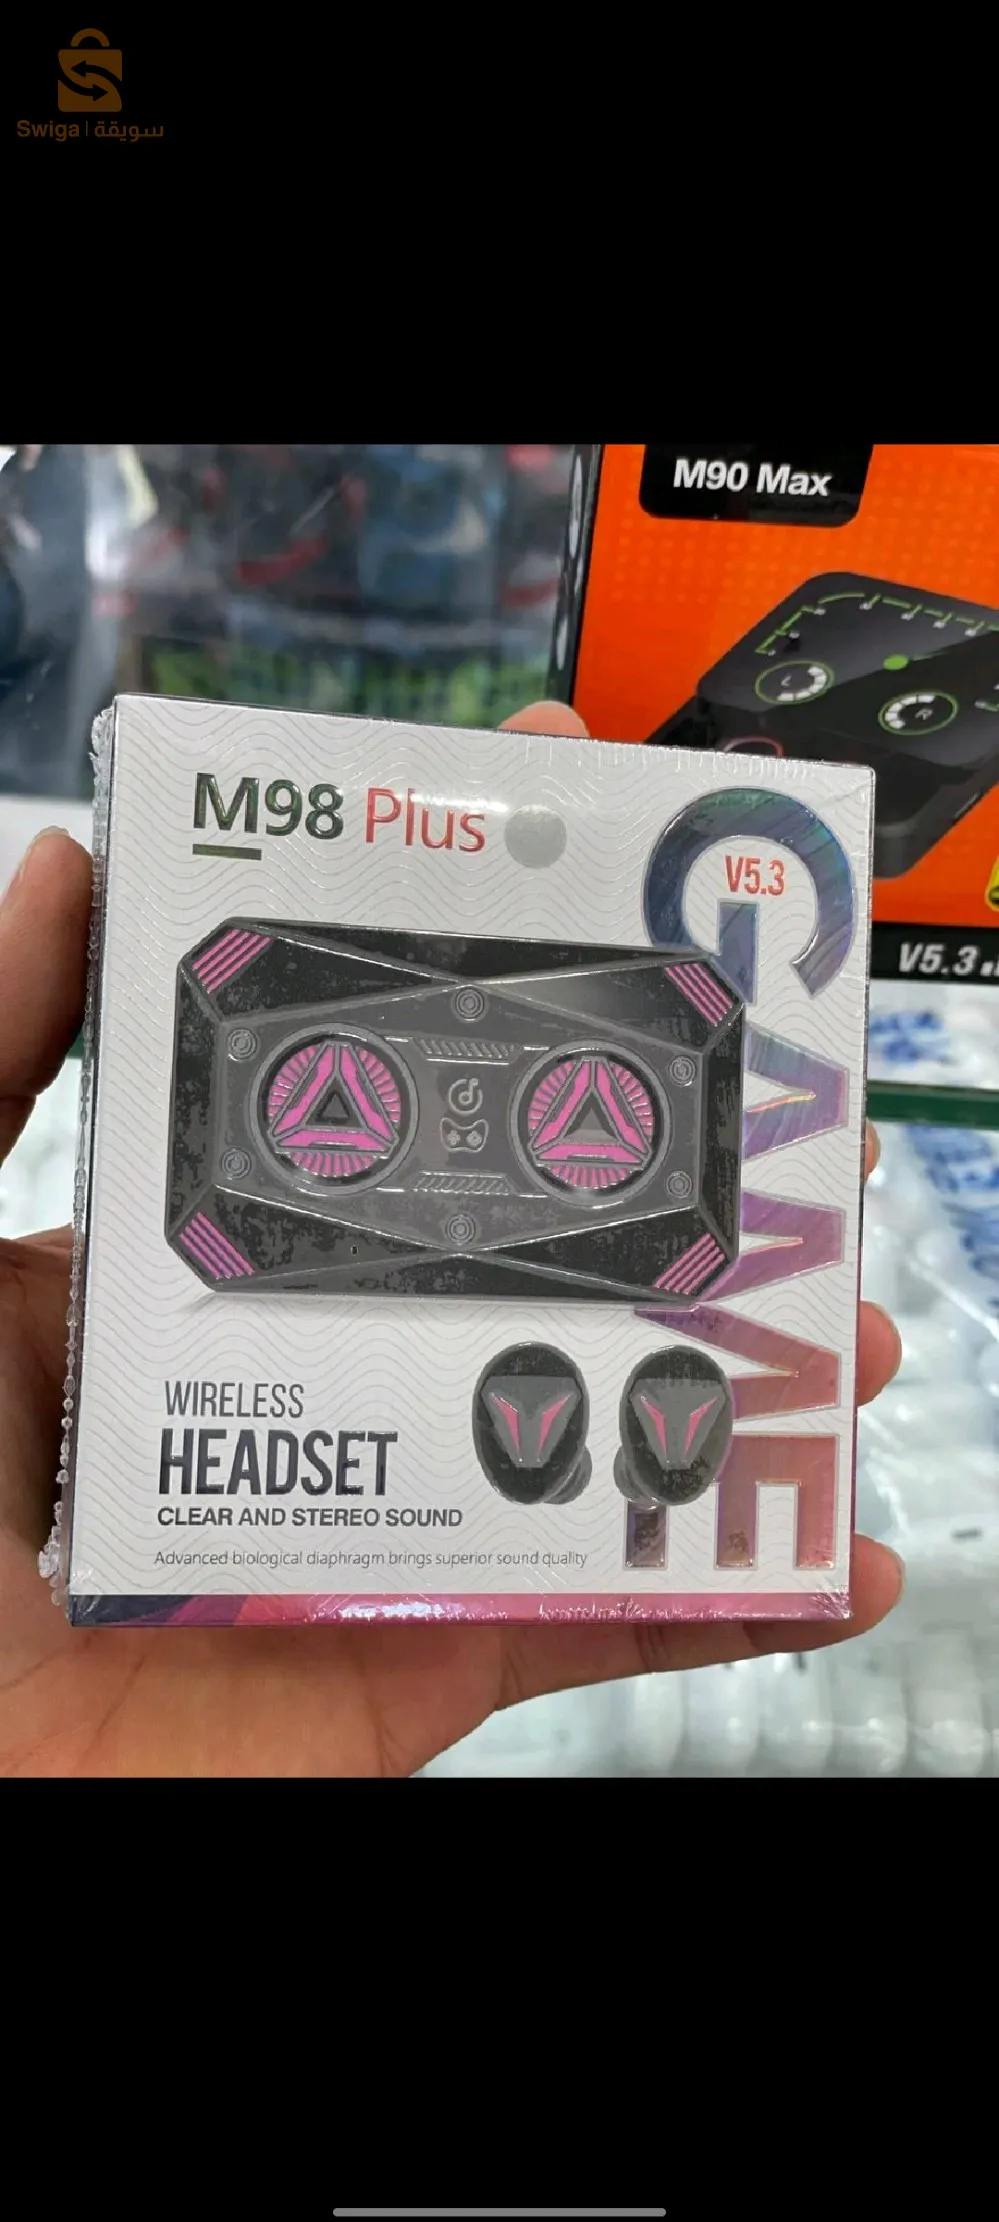 Swiga | سويقة
M90 Max
M98 Plus
V5.3
GAME
V5.3
WIRELESS
HEADSET
CLEAR AND STEREO SOUND
Advanced biological diaphragm brings superior sound quality
L
R